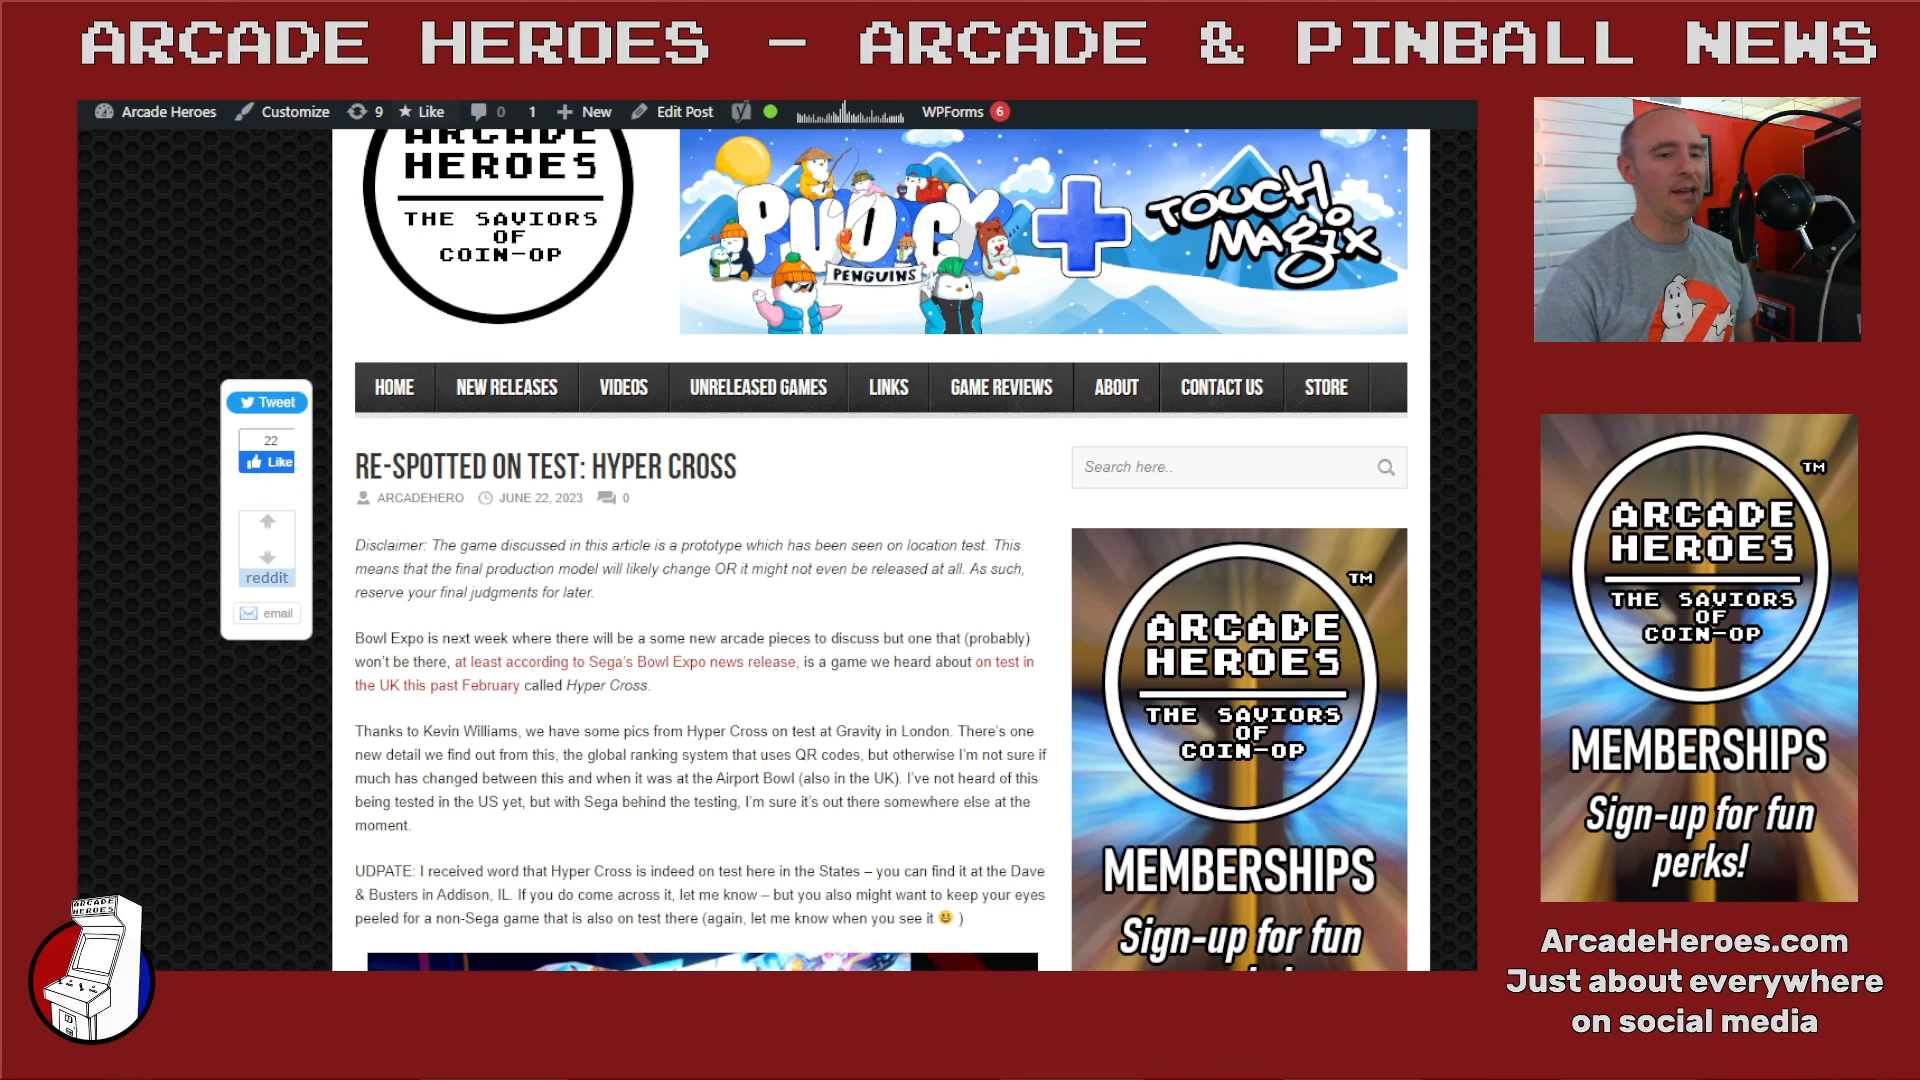 ARCADE HEROES - ARCADE & PINBALL NEWS
Arcade Heroes Customize 9 Like 0 1 New Edit Post WPForms 6
ARCADE
HEROES
THE SAVIORS
OF
COIN-OP
PUDGY
PENGUINS
TOUCH
MAGIX
HOME NEW RELEASES VIDEOS UNRELEASED GAMES LINKS GAME REVIEWS ABOUT CONTACT US STORE
Tweet
22
Like
reddit
email
RE-SPOTTED ON TEST: HYPER CROSS
ARCADEHERO JUNE 22, 2023 0
Disclaimer: The game discussed in this article is a prototype which has been seen on location test. This
means that the final production model will likely change OR it might not even be released at all. As such,
reserve your final judgments for later.
Bowl Expo is next week where there will be a some new arcade pieces to discuss but one that (probably)
won't be there, at least according to Sega's Bowl Expo news release, is a game we heard about on test in
the UK this past February called Hyper Cross.
Thanks to Kevin Williams, we have some pics from Hyper Cross on test at Gravity in London. There's one
new detail we find out from this, the global ranking system that uses QR codes, but otherwise I'm not sure if
much has changed between this and when it was at the Airport Bowl (also in the UK). I've not heard of this
being tested in the US yet, but with Sega behind the testing, I'm sure it's out there somewhere else at the
moment.
UDPATE: I received word that Hyper Cross is indeed on test here in the States – you can find it at the Dave
& Busters in Addison, IL. If you do come across it, let me know – but you also might want to keep your eyes
peeled for a non-Sega game that is also on test there (again, let me know when you see it 😀 )
Search here..
TM
ARCADE
HEROES
THE SAVIORS
OF
COIN-OP
MEMBERSHIPS
Sign-up for fun
TM
ARCADE
HEROES
THE SAVIORS
OF
COIN-OP
MEMBERSHIPS
Sign-up for fun
perks!
ArcadeHeroes.com
Just about everywhere
on social media
ARCADE
HEROES